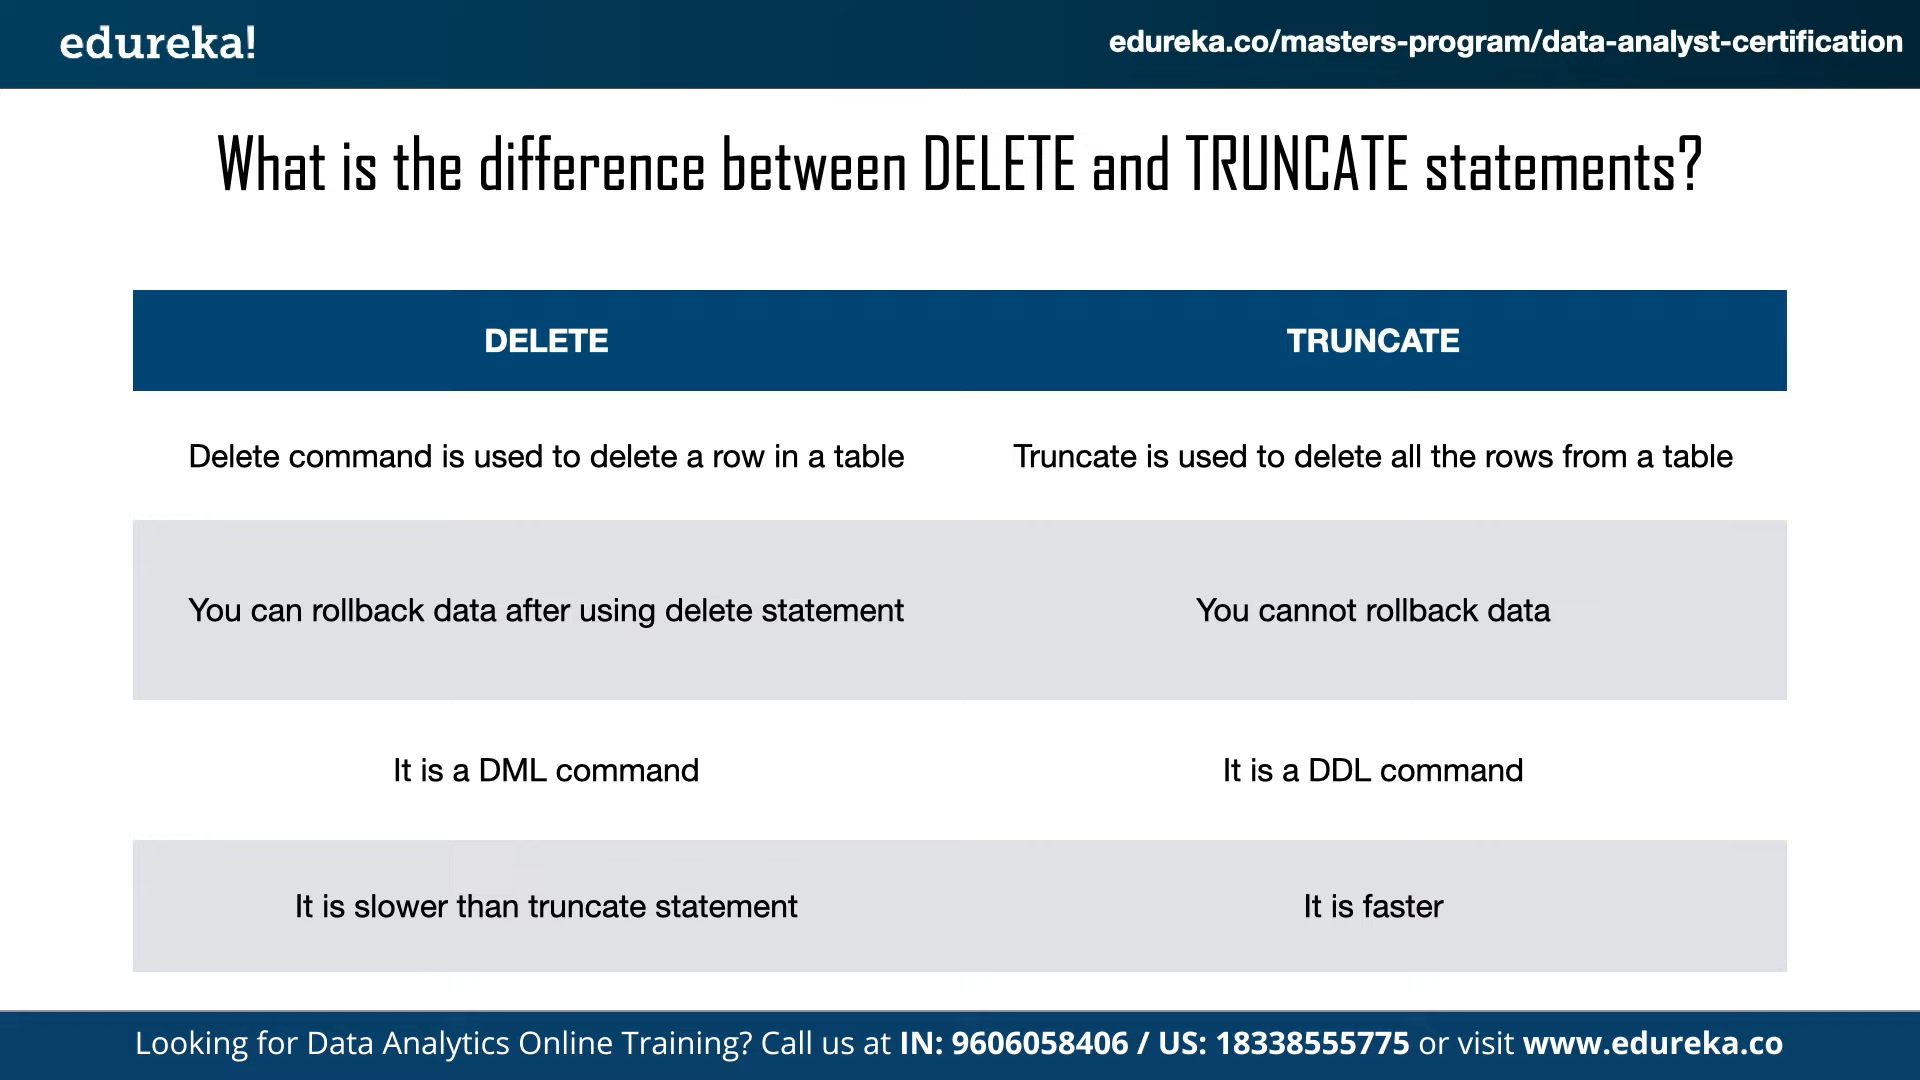 edureka!
edureka.co/masters-program/data-analyst-certification
What is the difference between DELETE and TRUNCATE statements?
DELETE
TRUNCATE
Delete command is used to delete a row in a table
Truncate is used to delete all the rows from a table
You can rollback data after using delete statement
You cannot rollback data
It is a DML command
It is a DDL command
It is slower than truncate statement
It is faster
Looking for Data Analytics Online Training? Call us at IN: 9606058406 / US: 18338555775 or visit www.edureka.co